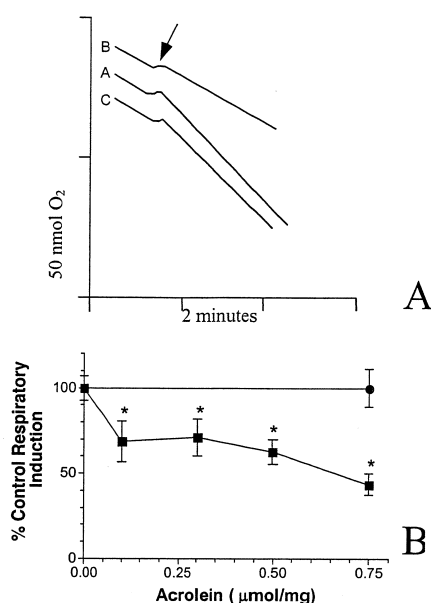 B
A
C
50 nmol O2
2 minutes
A
% Control Respiratory
Induction
100
50
0
*
*
*
*
0.00
0.25
0.50
0.75
Acrolein ( μmol/mg)
B